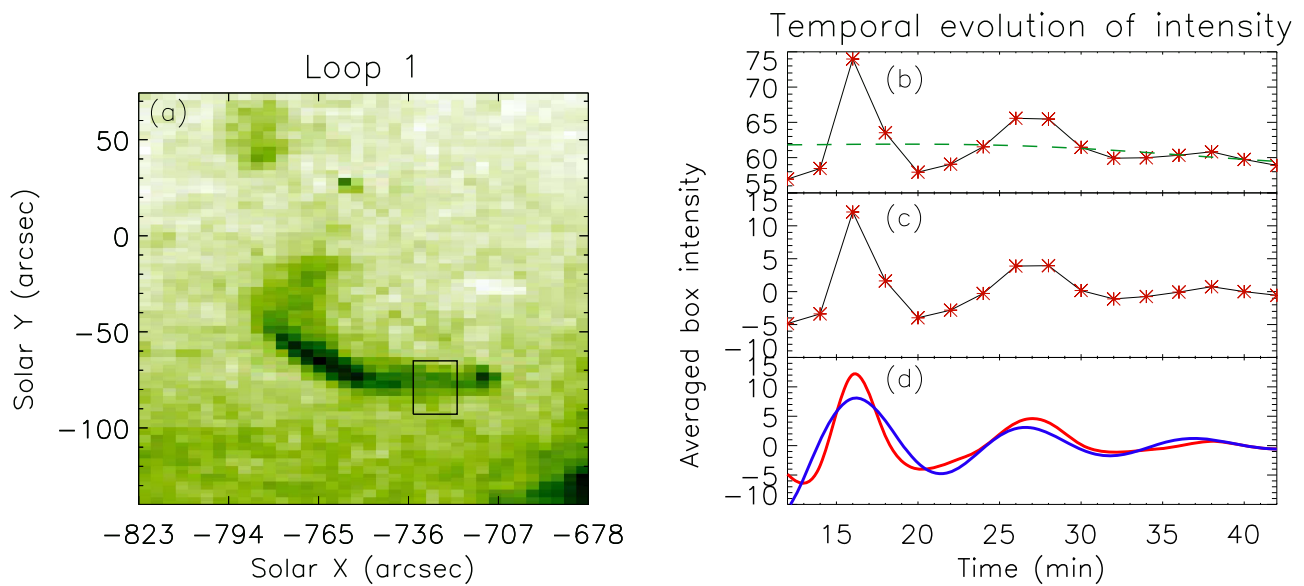 Loop 1
(a)
50
0
−50
−100
Solar Y (arcsec)
−823 −794 −765 −736 −707 −678
Solar X (arcsec)
Temporal evolution of intensity
(b)
75
70
65
60
55
(c)
15
10
5
0
−5
−10
(d)
15
10
5
0
−5
−10
Averaged box intensity
15 20 25 30 35 40
Time (min)